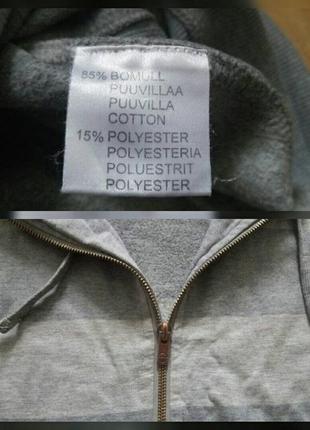 85% BOMULL
PUUVILLAA
PUUVILLA
COTTON
15% POLYESTER
POLYESTERIA
POLUESTRIT
POLYESTER